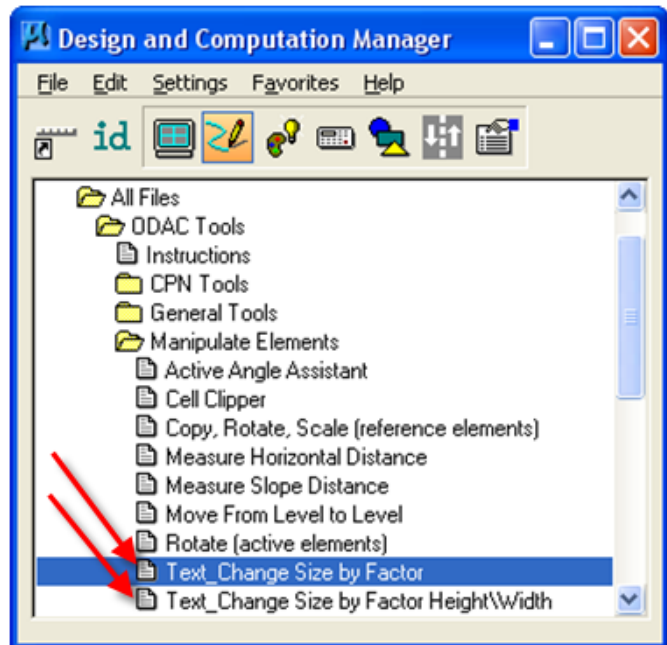 Design and Computation Manager
File Edit Settings Favorites Help
id
All Files
ODAC Tools
Instructions
CPN Tools
General Tools
Manipulate Elements
Active Angle Assistant
Cell Clipper
Copy, Rotate, Scale (reference elements)
Measure Horizontal Distance
Measure Slope Distance
Move From Level to Level
Rotate (active elements)
Text_Change Size by Factor
Text_Change Size by Factor Height\Width